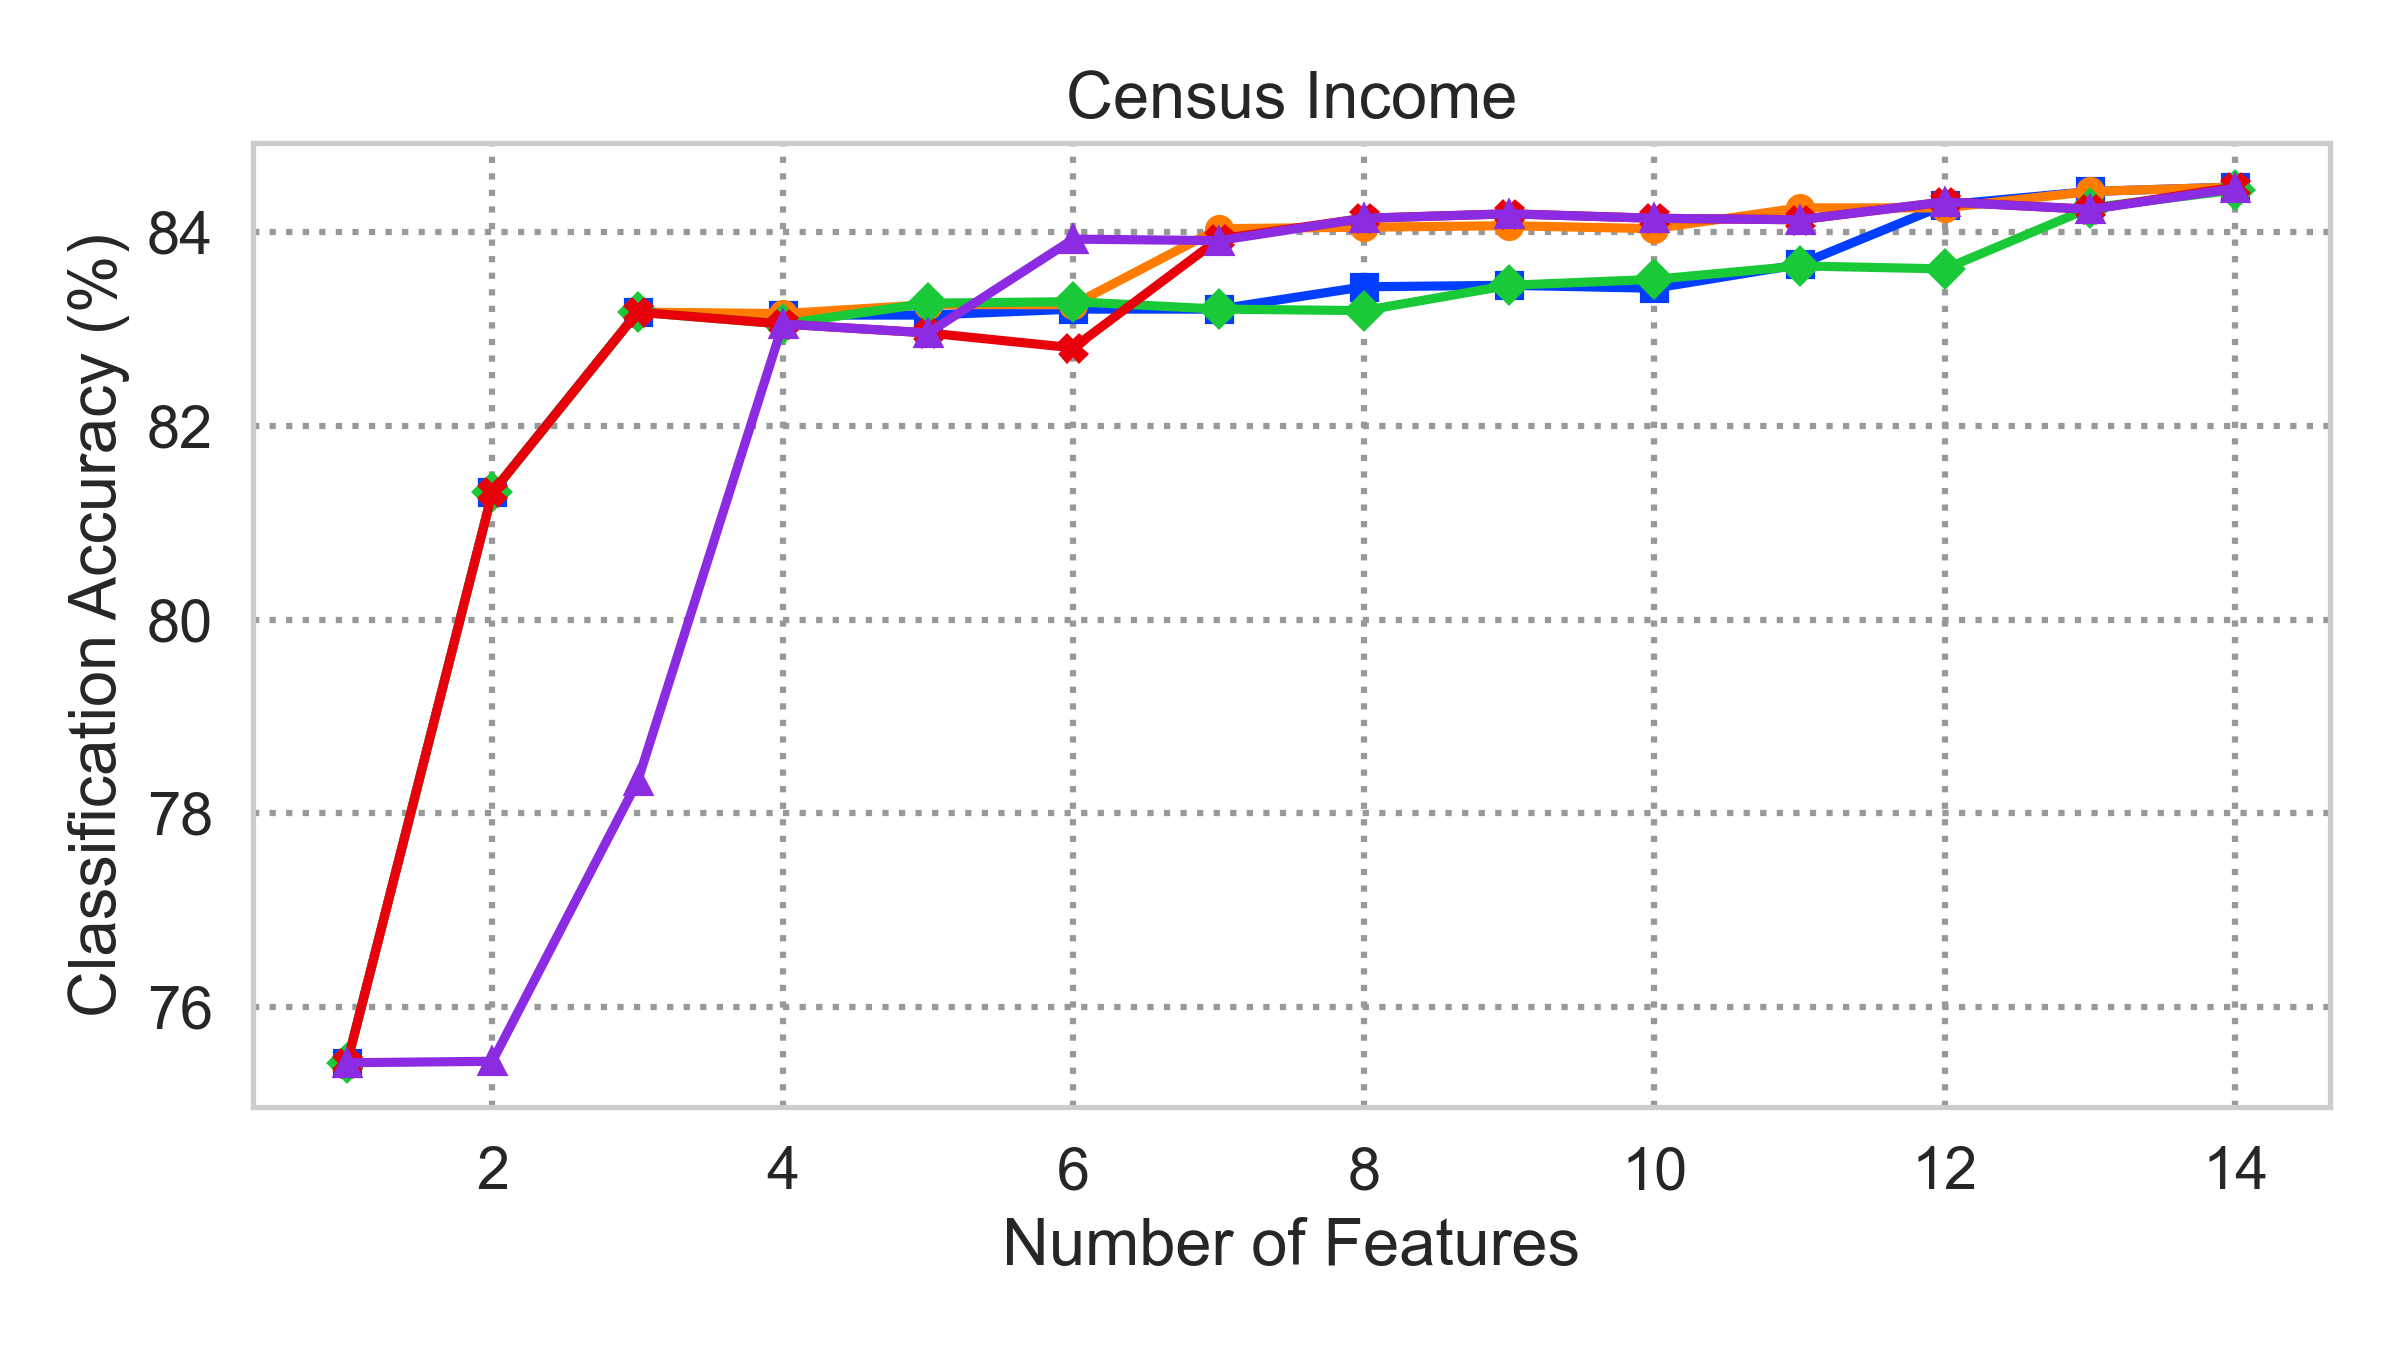 Census Income
Classification Accuracy (%)
84
82
80
78
76
2 4 6 8 10 12 14
Number of Features